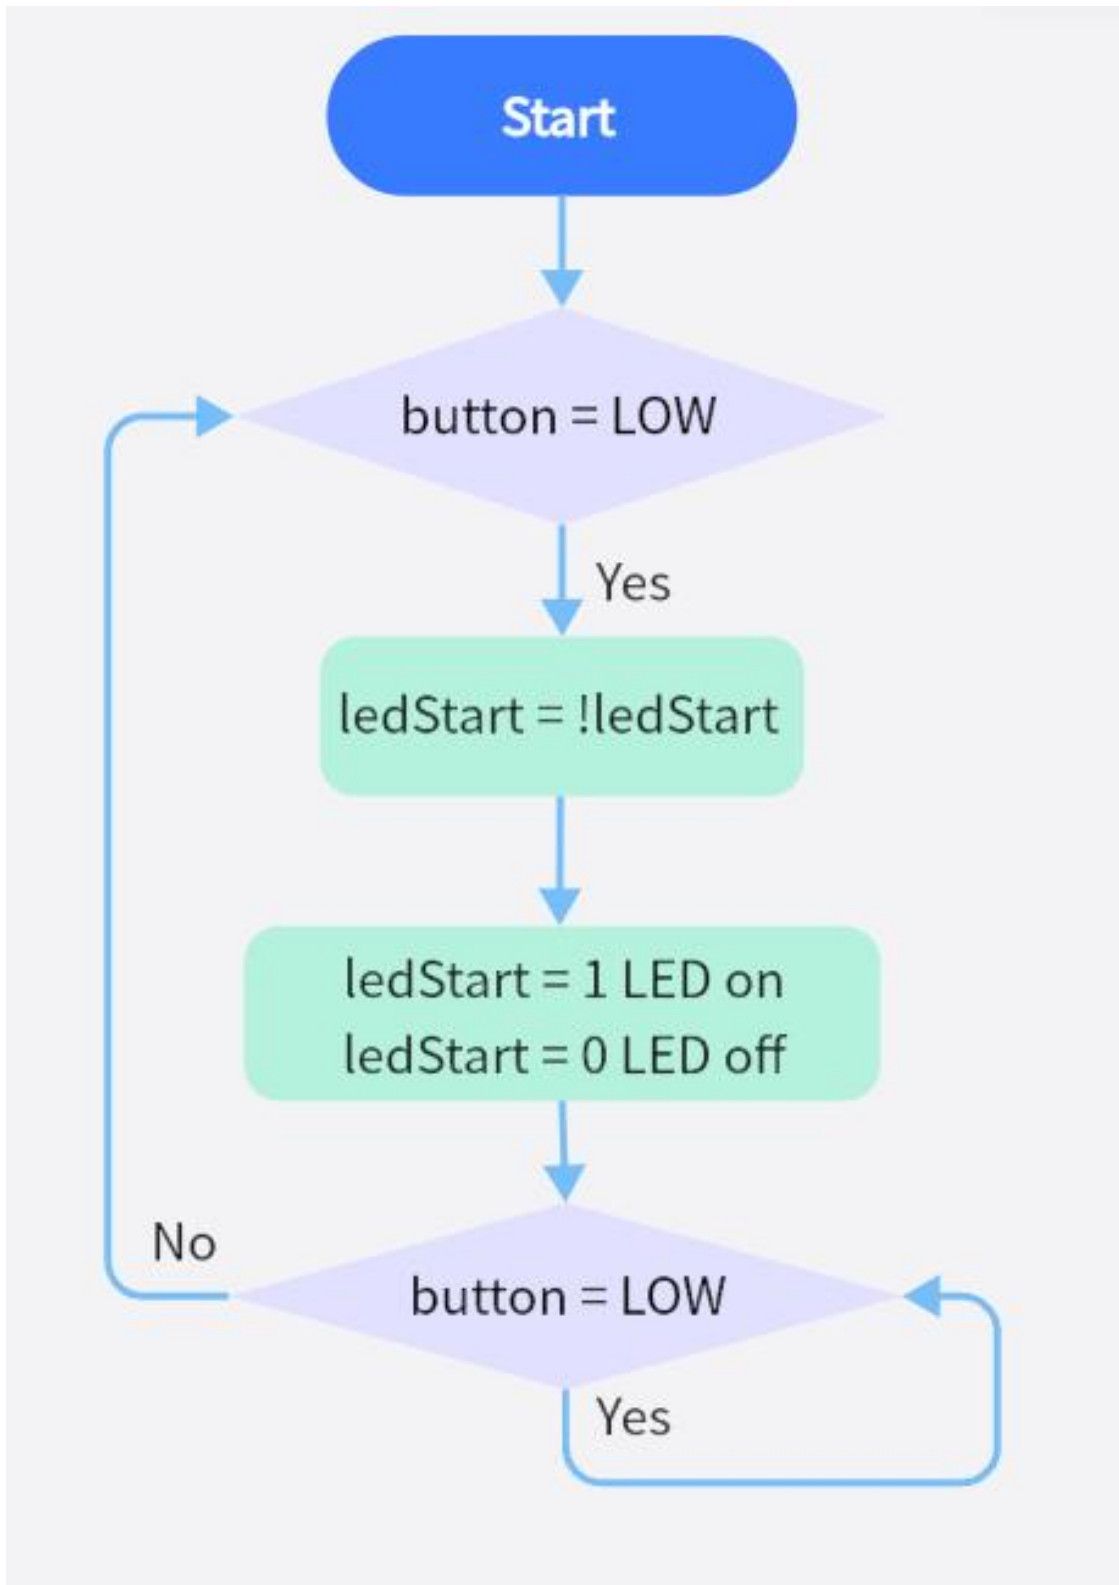 Start
button = LOW
Yes
ledStart = !ledStart
ledStart = 1 LED on
ledStart = 0 LED off
No
button = LOW
Yes